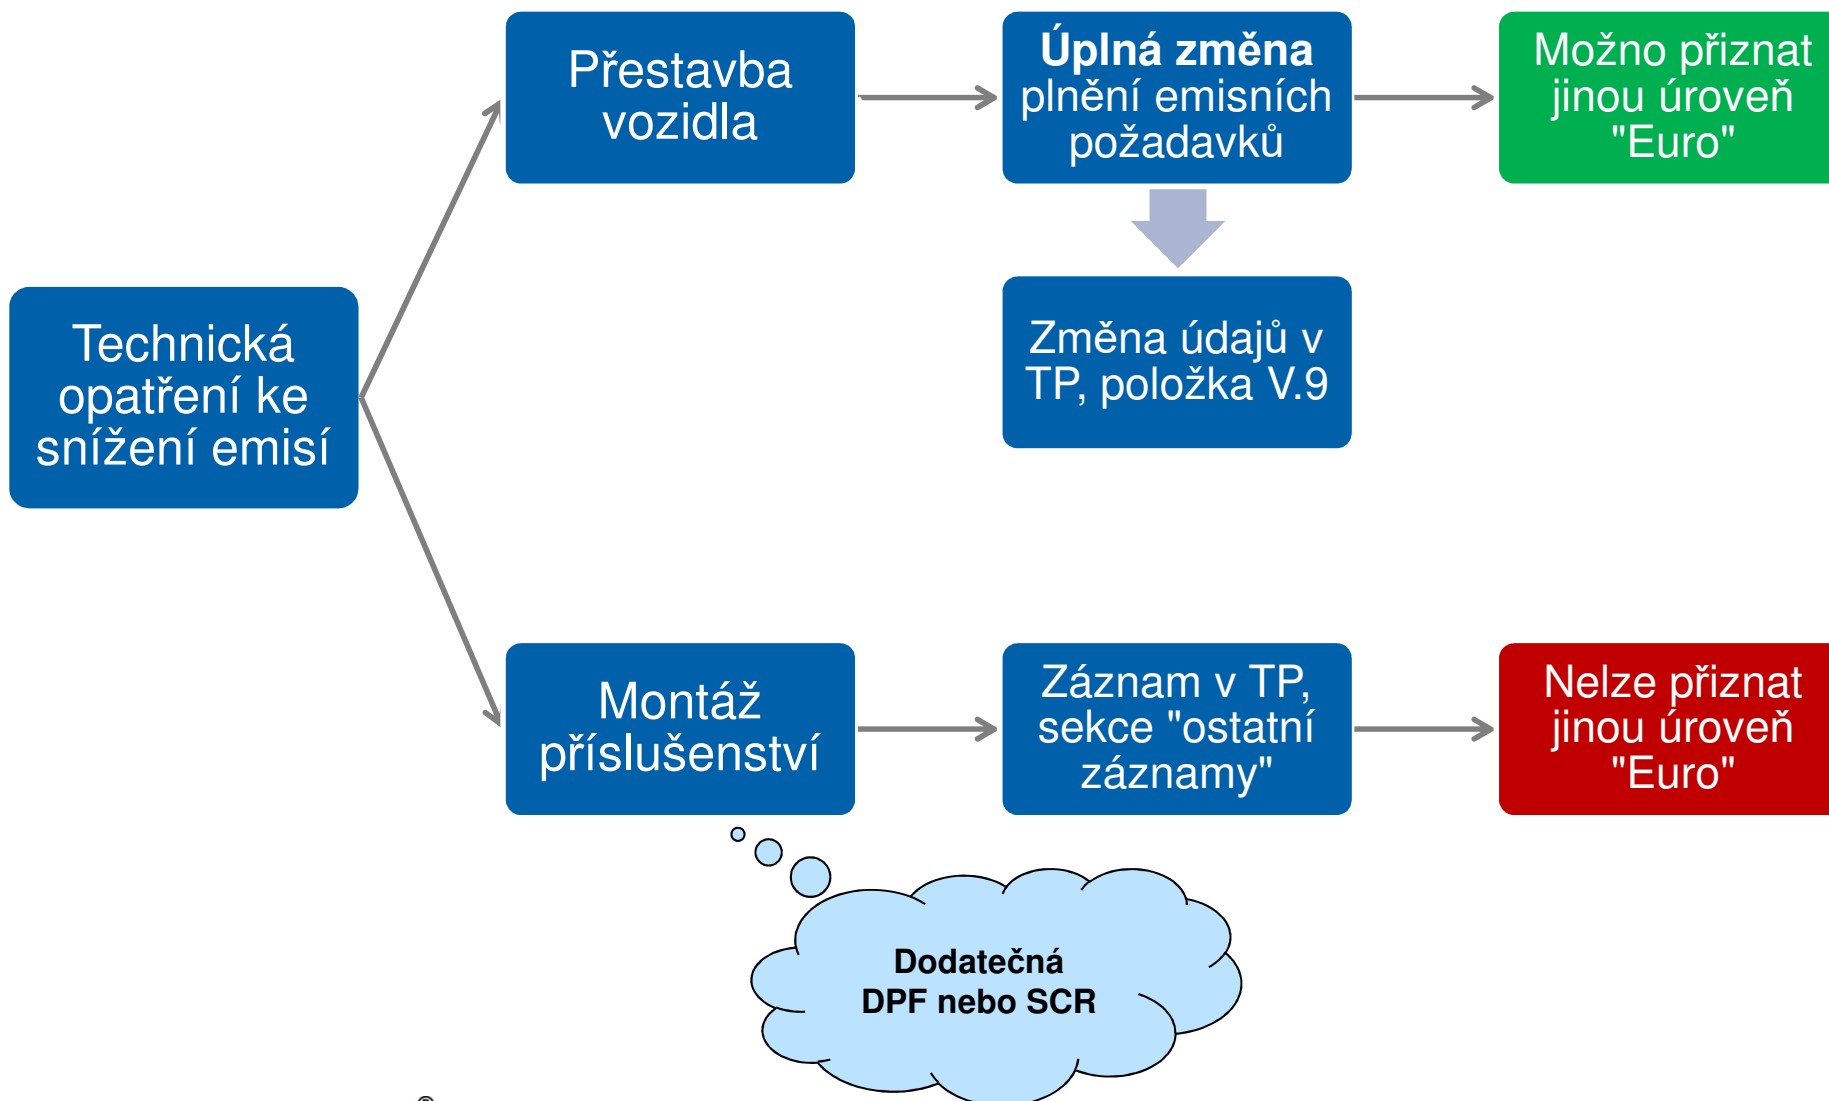 Přestavba
vozidla
Úplná změna
plnění emisních
požadavků
Možno přiznat
jinou úroveň
"Euro"
Technická
opatření ke
snížení emisí
Změna údajů v
TP, položka V.9
Montáž
příslušenství
Záznam v TP,
sekce "ostatní
záznamy"
Nelze přiznat
jinou úroveň
"Euro"
Dodatečná
DPF nebo SCR
®